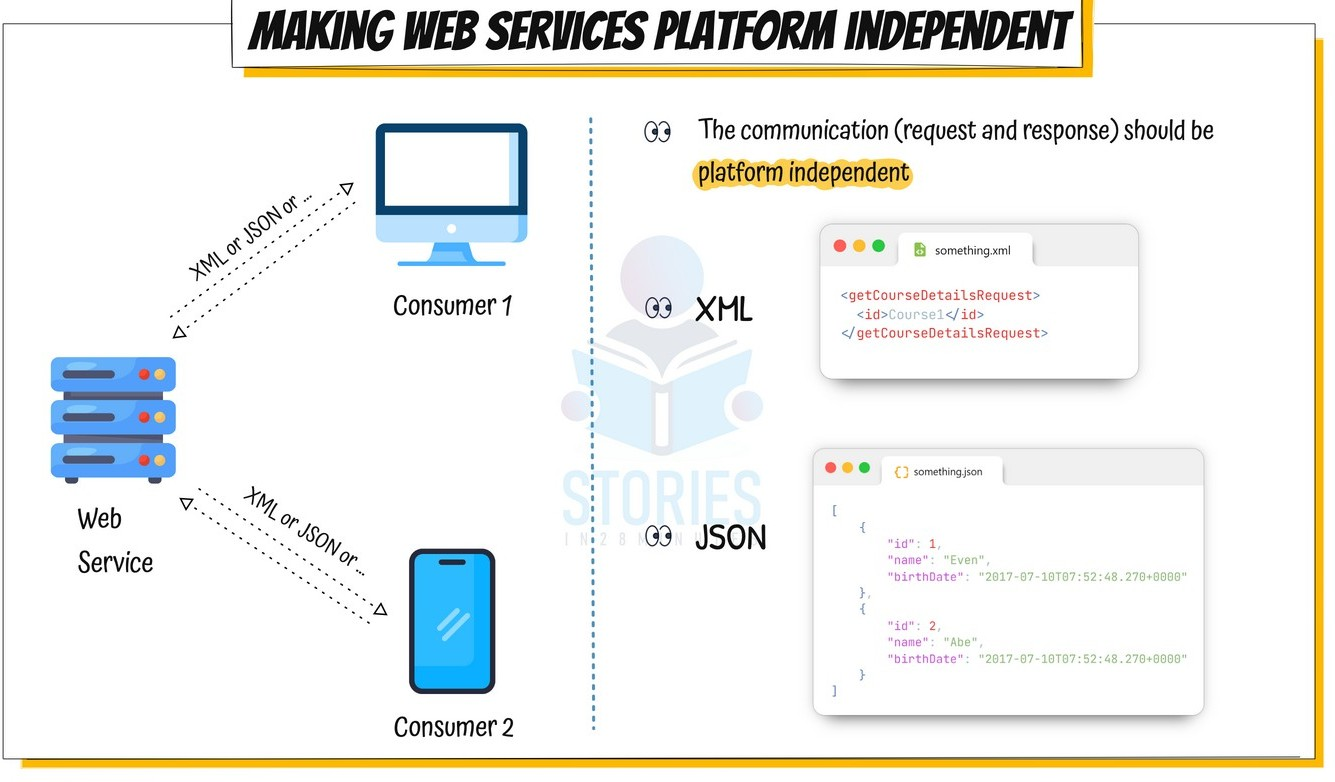 MAKING WEB SERVICES PLATFORM INDEPENDENT
XML or JSON or ...
Consumer 1
Web
Service
XML or JSON or...
Consumer 2
The communication (request and response) should be
platform independent
XML
something.xml
<getCourseDetailsRequest>
<id>Course1</id>
</getCourseDetailsRequest>
STORIES
JSON
something.json
[
{
"id": 1,
"name": "Even",
"birthDate": "2017-07-10T07:52:48.270+0000"
},
{
"id": 2,
"name": "Abe",
"birthDate": "2017-07-10T07:52:48.270+0000"
}
]